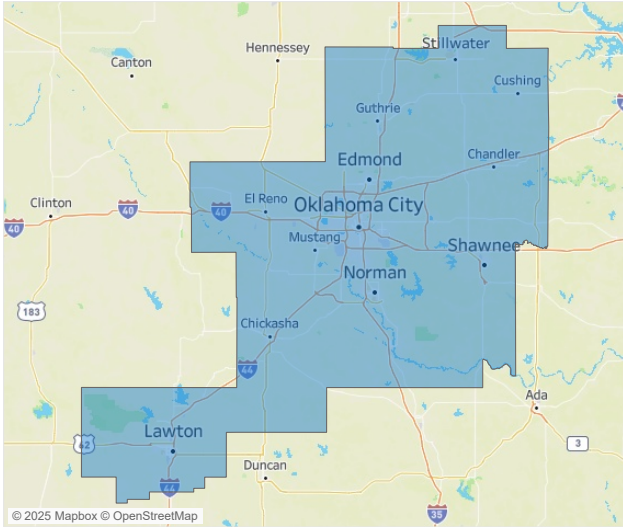 Stillwater
Hennessey
Canton
Cushing
Guthrie
Edmond
Chandler
El Reno
Clinton
Oklahoma City
40
40
40
Mustang
Shawnee
Norman
183
Chickasha
44
Ada
Lawton
62
3
Duncan
44
35
© 2025 Mapbox © OpenStreetMap